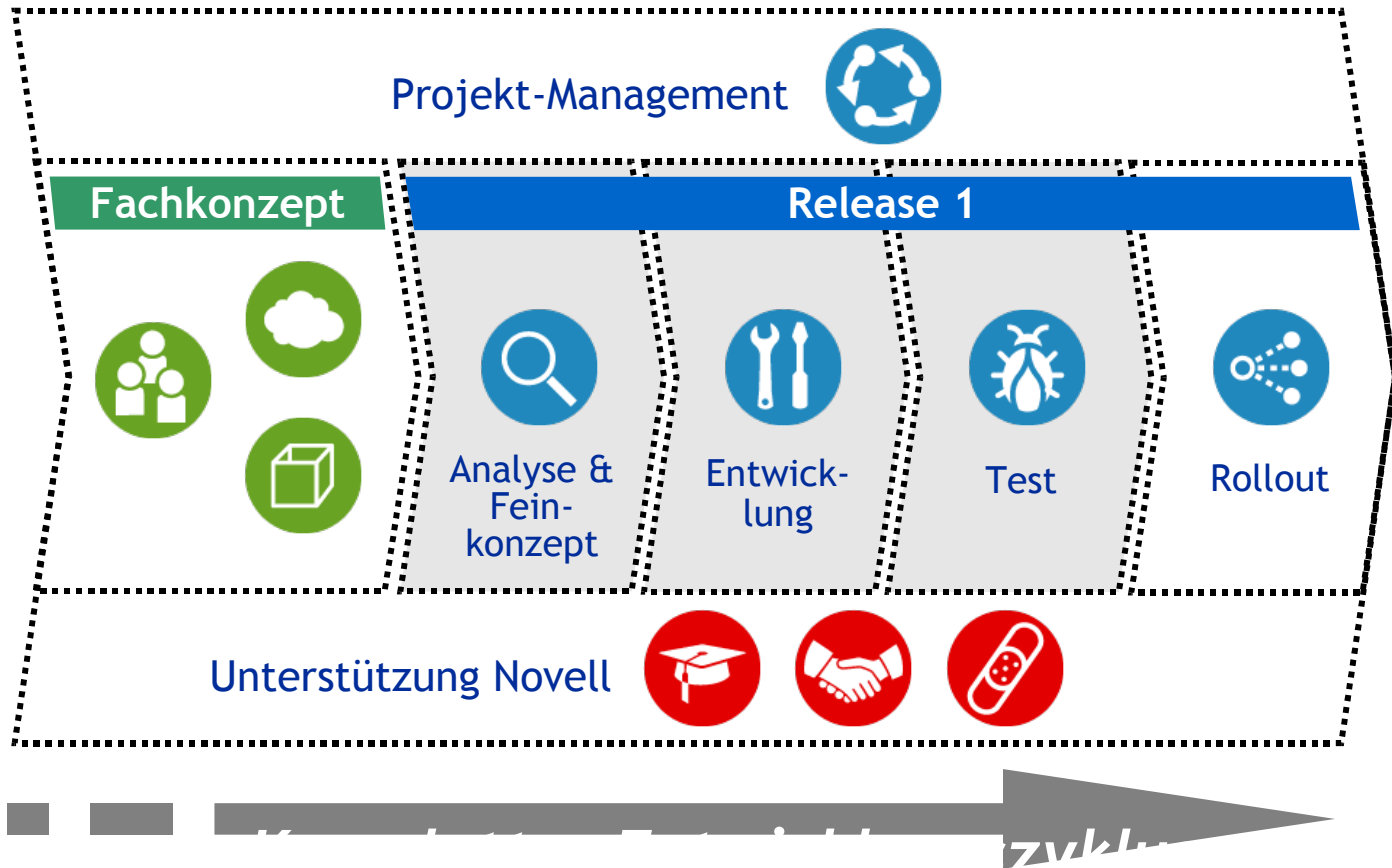 Projekt-Management
Fachkonzept
Release 1
Analyse &
Fein-
konzept
Entwick-
lung
Test
Rollout
Unterstützung Novell